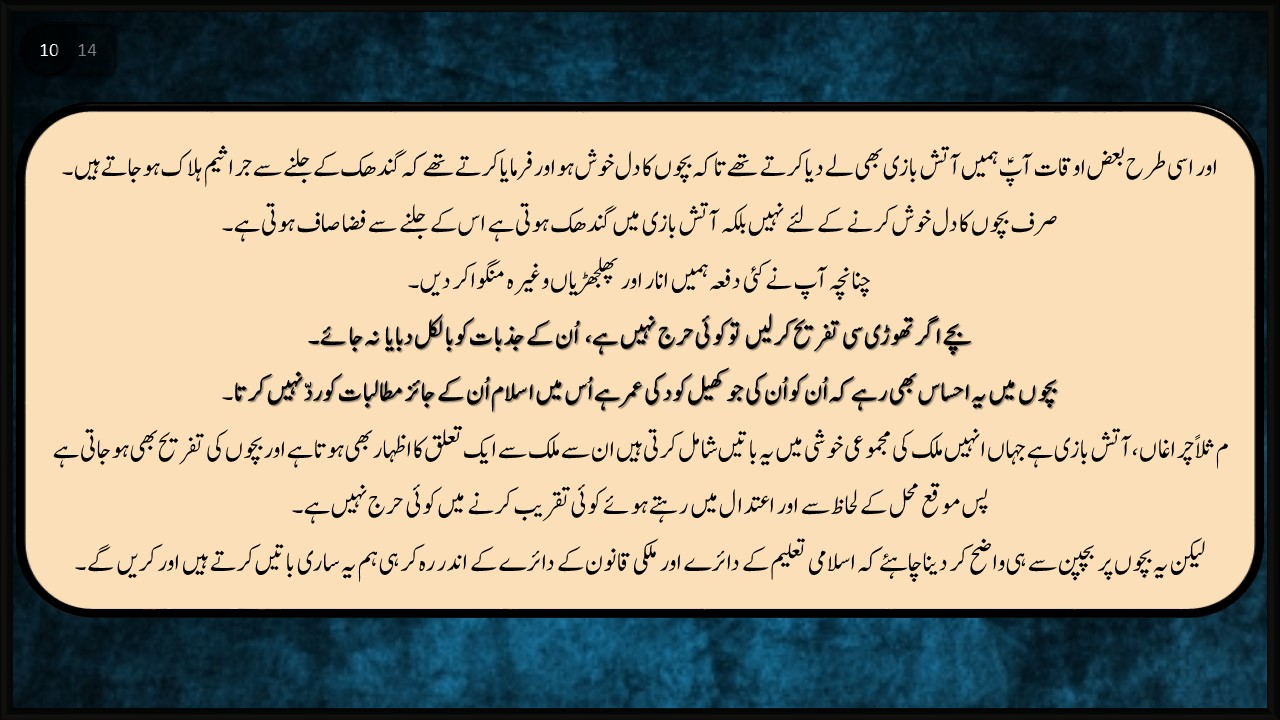 10 14
اور اسی طرح بعض اوقات آپؑ ہمیں آتش بازی بھی لے دیا کرتے تھے تاکہ بچوں کا دل خوش ہو اور فرمایا کرتے تھے کہ گندھک کے جلنے سے جراثیم ہلاک ہو جاتے ہیں۔
صرف بچوں کا دل خوش کرنے کے لئے نہیں بلکہ آتش بازی میں گندھک ہوتی ہے اس کے جلنے سے فضا صاف ہوتی ہے۔
چنانچہ آپ نے کئی دفعہ ہمیں انار اور پھلجھڑیاں وغیرہ منگوا کر دیں۔
بچے اگر تھوڑی سی تفریح کر لیں تو کوئی حرج نہیں ہے، اُن کے جذبات کو بالکل دبایا نہ جائے۔
بچوں میں یہ احساس بھی رہے کہ اُن کو اُن کی جو کھیل کود کی عمر ہے اُس میں اسلام اُن کے جائز مطالبات کو ردّ نہیں کرتا۔
م ثلاً چراغاں، آتش بازی ہے جہاں انہیں ملک کی مجموعی خوشی میں یہ باتیں شامل کرتی ہیں ان سے ملک سے ایک تعلق کا اظہار بھی ہوتا ہے اور بچوں کی تفریح بھی ہو جاتی ہے
پس موقع محل کے لحاظ سے اور اعتدال میں رہتے ہوئے کوئی تقریب کرنے میں کوئی حرج نہیں ہے۔
لیکن یہ بچوں پر بچپن سے ہی واضح کر دینا چاہئے کہ اسلامی تعلیم کے دائرے اور ملکی قانون کے دائرے کے اندر رہ کر ہی ہم یہ ساری باتیں کرتے ہیں اور کریں گے۔